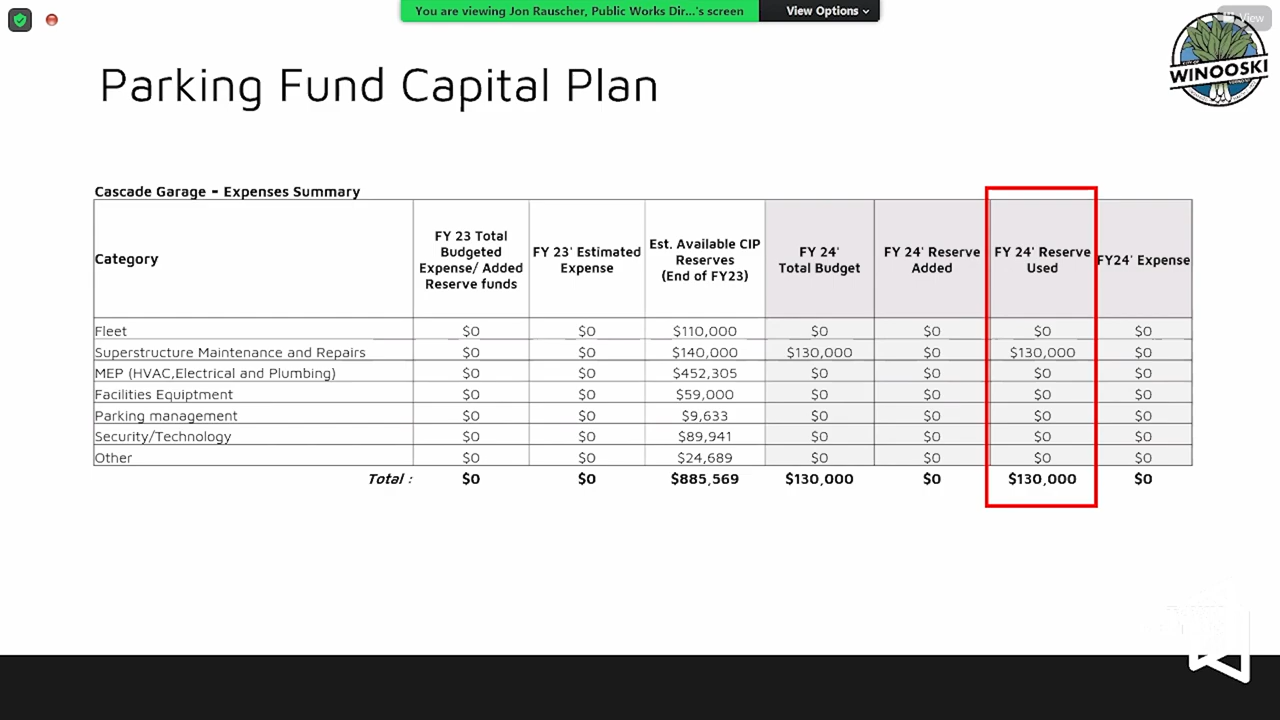 You are viewing Jon Rauscher, Public Works Dir...'s screen View Options
View
WINOOSKI
Parking Fund Capital Plan
Cascade Garage - Expenses Summary
Category
FY 23 Total
Budgeted
Expense/ Added
Reserve funds
FY 23' Estimated
Expense
Est. Available CIP
Reserves
(End of FY23)
FY 24'
Total Budget
FY 24' Reserve
Added
FY 24' Reserve
Used
FY24' Expense
Fleet $0 $0 $110,000 $0 $0 $0 $0
Superstructure Maintenance and Repairs $0 $0 $140,000 $130,000 $0 $130,000 $0
MEP (HVAC,Electrical and Plumbing) $0 $0 $452,305 $0 $0 $0 $0
Facilities Equiptment $0 $0 $59,000 $0 $0 $0 $0
Parking management $0 $0 $9,633 $0 $0 $0 $0
Security/Technology $0 $0 $89,941 $0 $0 $0 $0
Other $0 $0 $24,689 $0 $0 $0 $0
Total : $0 $0 $885,569 $130,000 $0 $130,000 $0